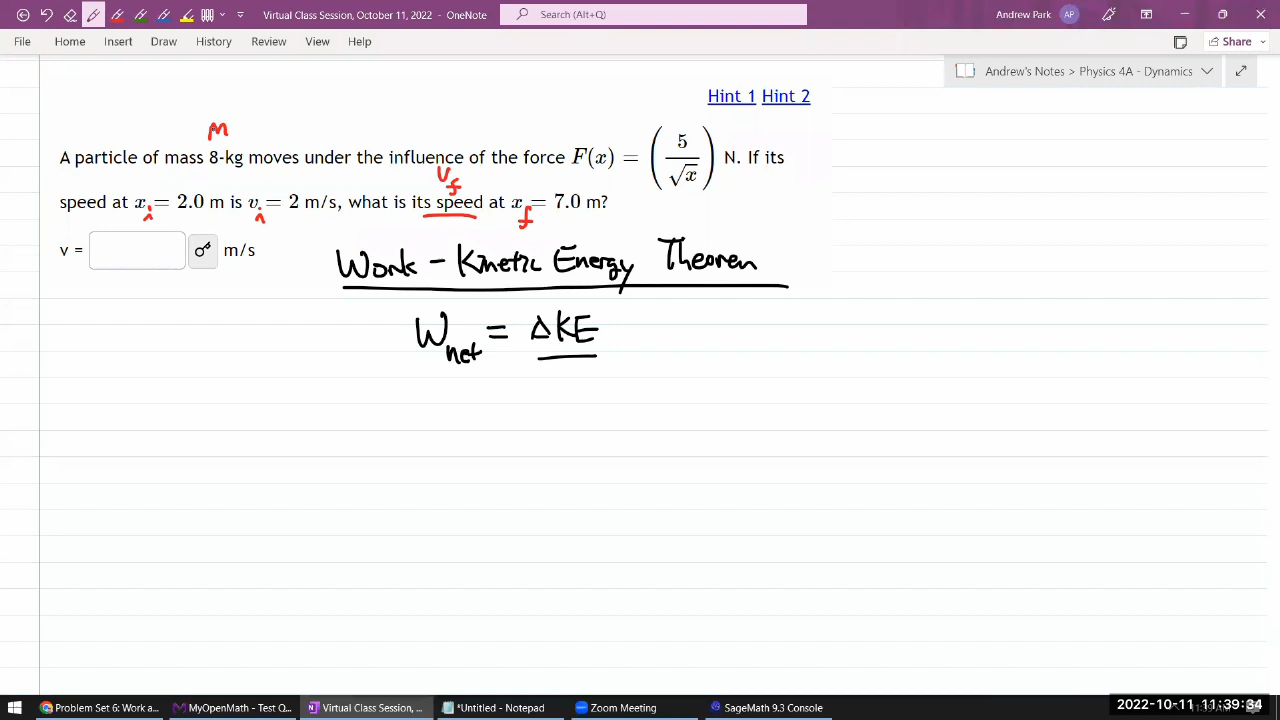 Virtual Class Session, October 11, 2022 - OneNote
Search (Alt+Q)
Andrew Park
AP
File Home Insert Draw History Review View Help
Share
Andrew's Notes > Physics 4A - Dynamics
Hint 1 Hint 2
M
A particle of mass 8-kg moves under the influence of the force F(x) = (5/√x) N. If its
v_f
speed at x_i = 2.0 m is v_i = 2 m/s, what is its speed at x_f = 7.0 m?
v = m/s
Work - Kinetic Energy Theorem
W_net = ΔKE
Problem Set 6: Work a...
MyOpenMath - Test Q...
Virtual Class Session, ...
*Untitled - Notepad
Zoom Meeting
SageMath 9.3 Console
2022-10-11 11:39:34